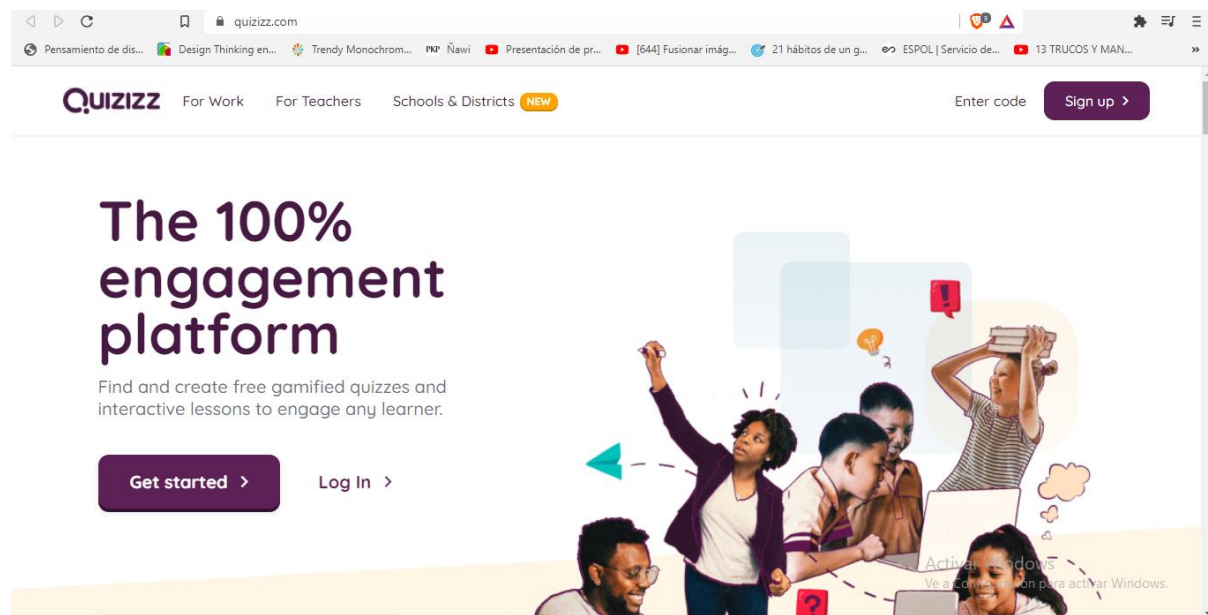 quizizz.com
Pensamiento de dis... Design Thinking en... Trendy Monochrom... PKP Ñawi Presentación de pr... [644] Fusionar imág... 21 hábitos de un g... ESPOL | Servicio de... 13 TRUCOS Y MAN... »
QUIZIZZ For Work For Teachers Schools & Districts NEW Enter code Sign up >
The 100%
engagement
platform
Find and create free gamified quizzes and
interactive lessons to engage any learner.
Get started > Log In >
Activar Windows
Ve a Configuración para activar Windows.